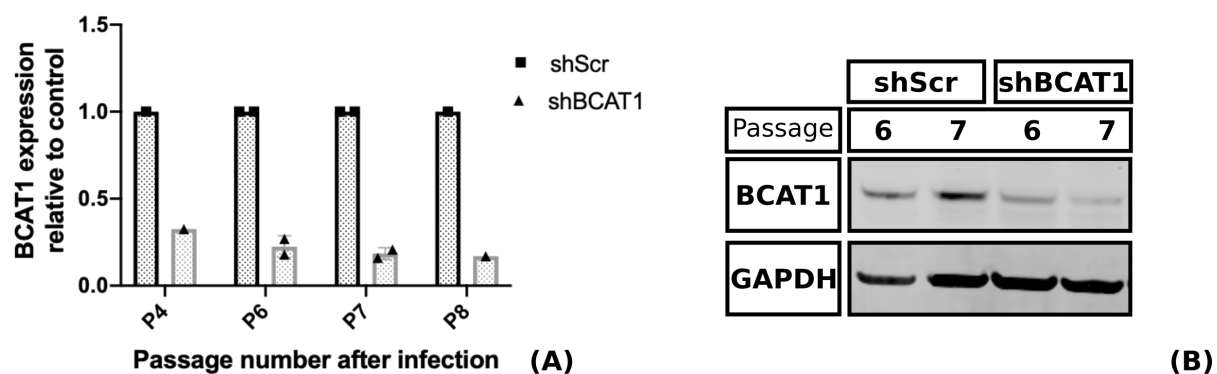 BCAT1 expression
relative to control
1.5
1.0
0.5
0.0
P4
P6
P7
P8
Passage number after infection
shScr
shBCAT1
(A)
shScr shBCAT1
Passage 6 7 6 7
BCAT1
GAPDH
(B)